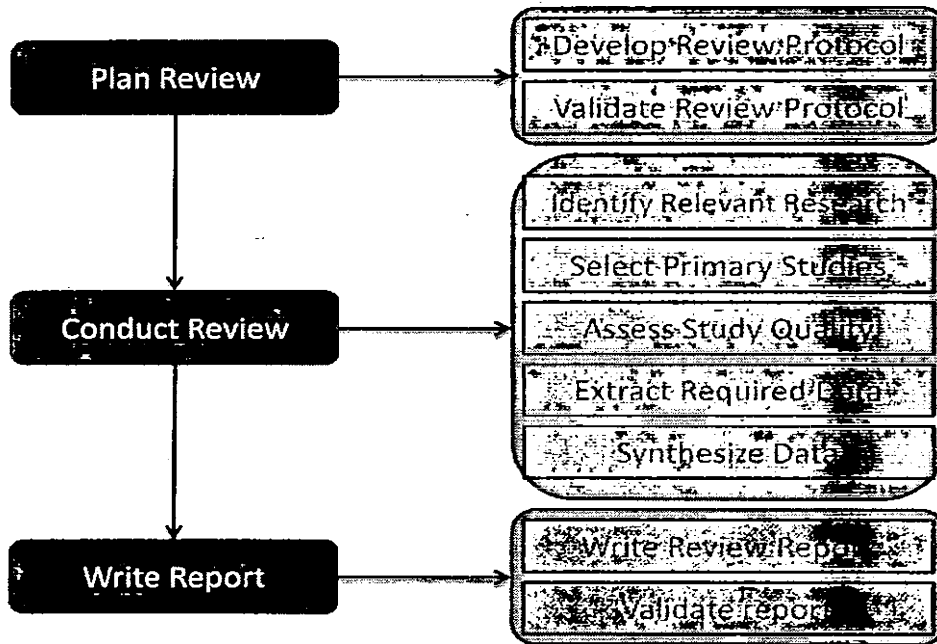 Plan Review
Develop Review Protocol
Validate Review Protocol
Conduct Review
Identify Relevant Research
Select Primary Studies
Assess Study Quality
Extract Required Data
Synthesize Data
Write Report
Write Review Report
Validate report